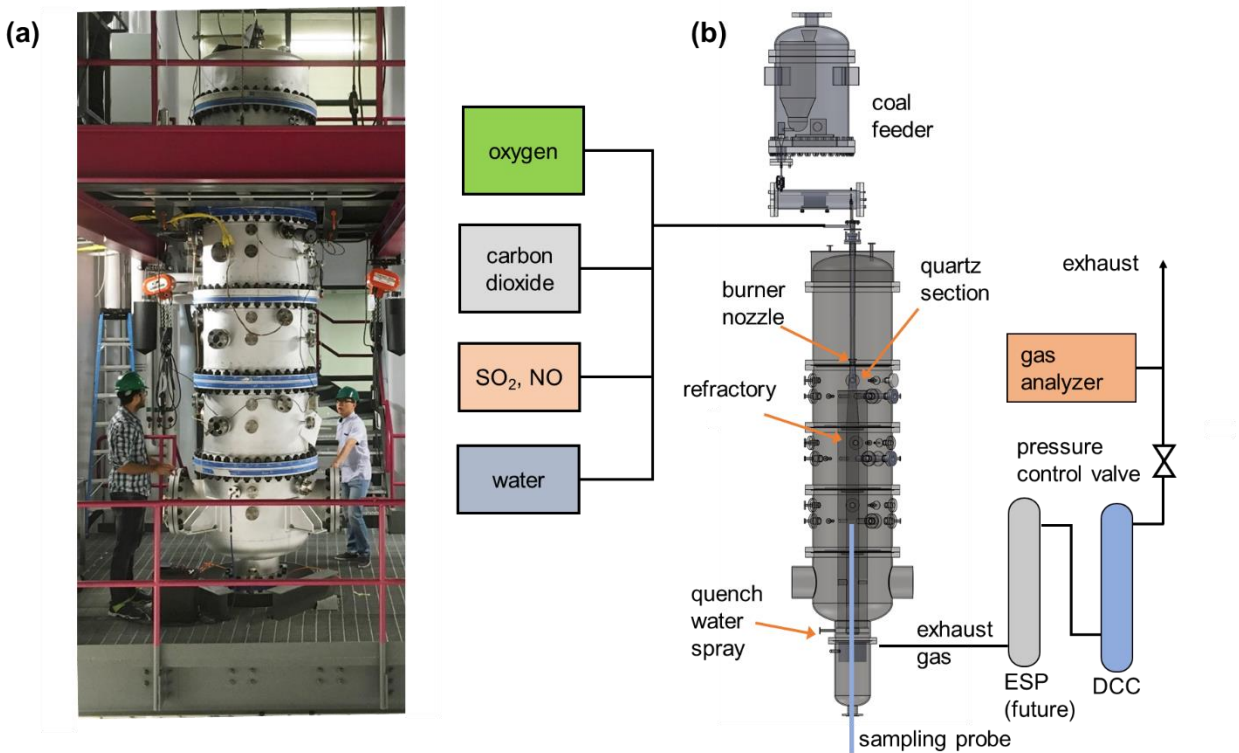 (a)
(b)
coal
feeder
oxygen
carbon
dioxide
SO₂, NO
water
burner
nozzle
quartz
section
refractory
exhaust
gas
analyzer
pressure
control valve
quench
water
spray
exhaust
gas
ESP
(future)
DCC
sampling probe